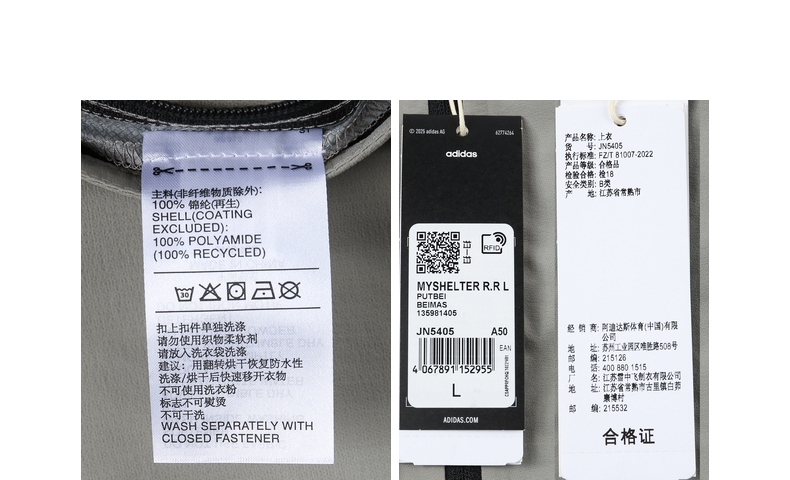 主料(非纤维物质除外):
100% 锦纶(再生)
SHELL(COATING
EXCLUDED):
100% POLYAMIDE
(100% RECYCLED)
扣上扣件单独洗涤
请勿使用织物柔软剂
请放入洗衣袋洗涤
建议: 用翻转烘干恢复防水性
洗涤/烘干后快速移开衣物
不可使用洗衣粉
标志不可熨烫
不可干洗
WASH SEPARATELY WITH
CLOSED FASTENER
© 2025 adidas AG
62774264
adidas
RFID
MYSHELTER R.R L
PUTBEI
BEIMAS
135981405
JN5405 A50
EAN
4 067891 152955
L
ADIDAS.COM
产品名称: 上衣
货 号: JN5405
执行标准: FZ/T 81007-2022
产品等级: 合格品
检验合格: 检18
安全类别: B类
产 地: 江苏省常熟市
经 销 商: 阿迪达斯体育(中国)有限
公司
地 址: 苏州工业园区唯胜路508号
邮 编: 215126
电 话: 400 880 1515
厂 名: 江苏雪中飞制衣有限公司
地 址: 江苏省常熟市古里镇白茆
康博村
邮 编: 215532
合格证